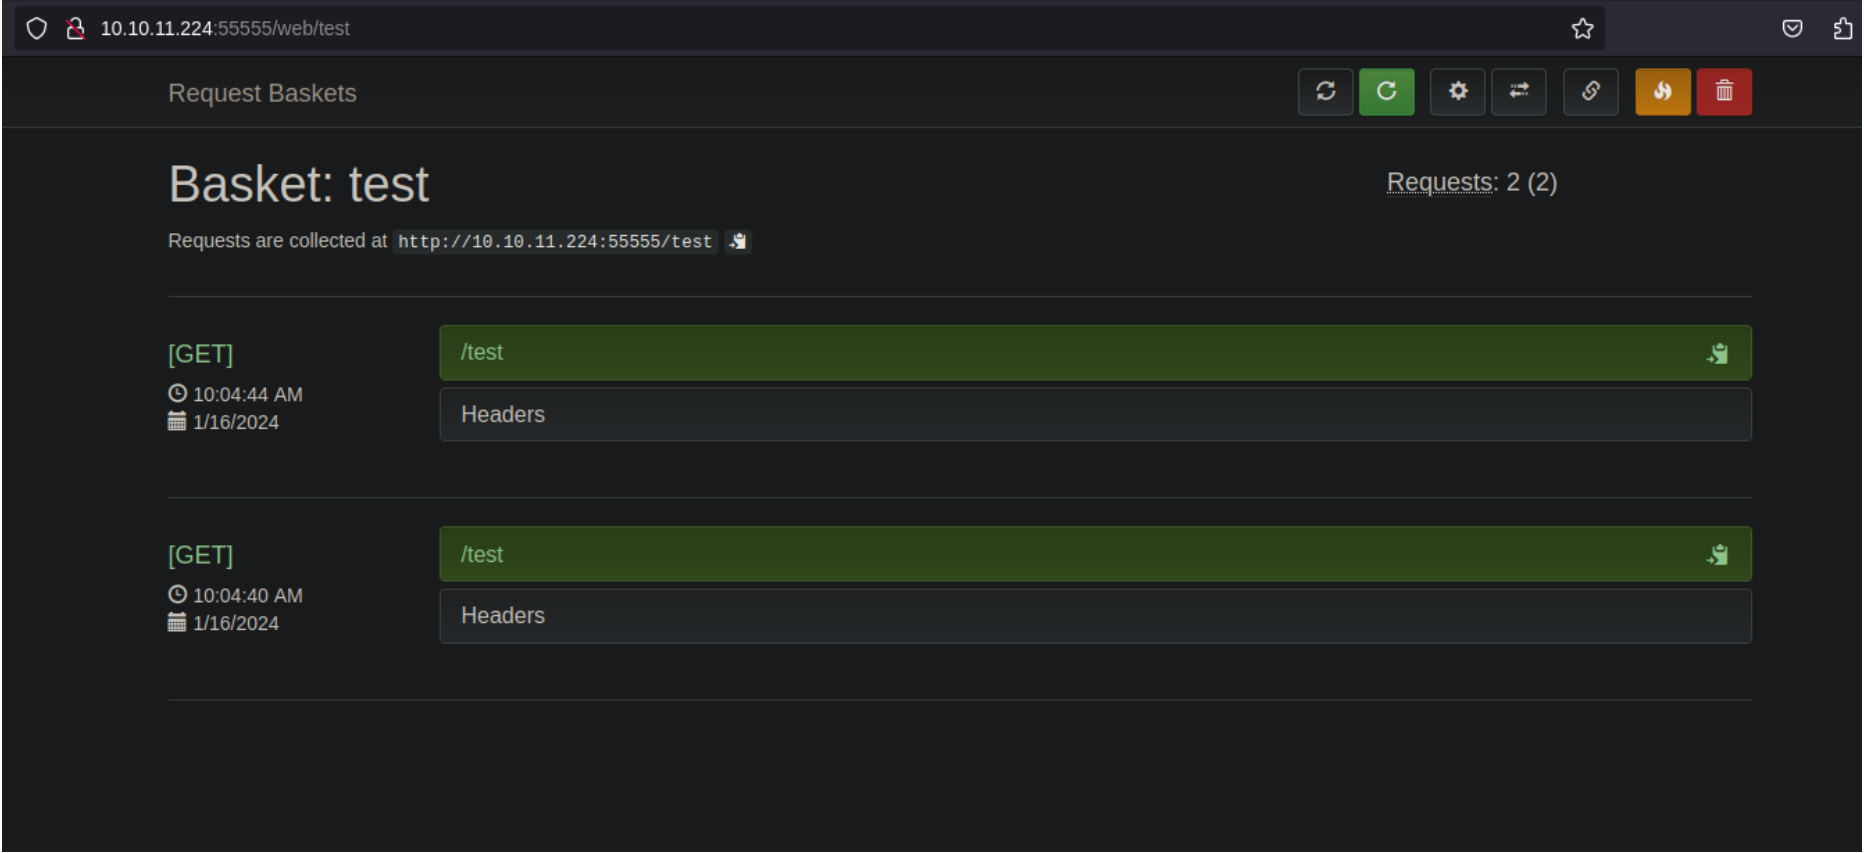 10.10.11.224:55555/web/test
Request Baskets
Basket: test
Requests: 2 (2)
Requests are collected at http://10.10.11.224:55555/test
[GET]
/test
10:04:44 AM
1/16/2024
Headers
[GET]
/test
10:04:40 AM
1/16/2024
Headers